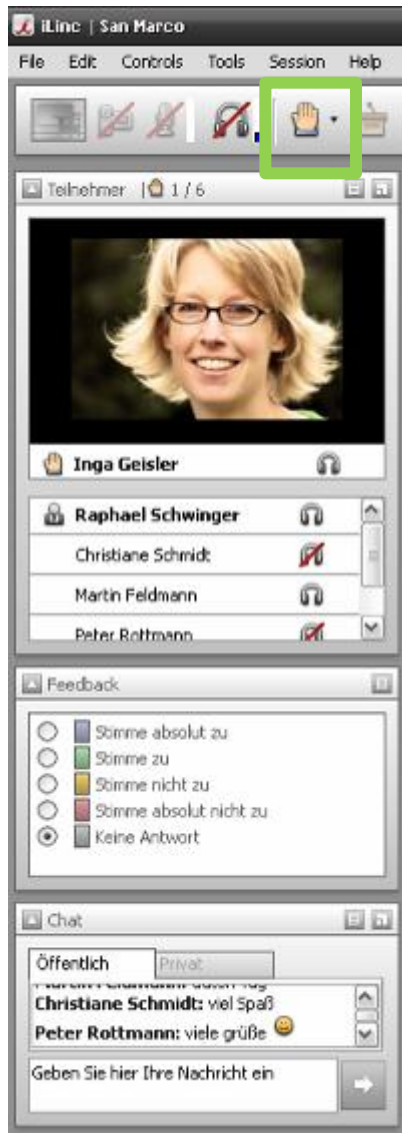 iLinc | San Marco
File Edit Controls Tools Session Help
Teilnehmer | 1 / 6
Inga Geisler
Raphael Schwinger
Christiane Schmidt
Martin Feldmann
Peter Rottmann
Feedback
Stimme absolut zu
Stimme zu
Stimme nicht zu
Stimme absolut nicht zu
Keine Antwort
Chat
Öffentlich Privat
Christiane Schmidt: viel Spaß
Peter Rottmann: viele grüße
Geben Sie hier Ihre Nachricht ein